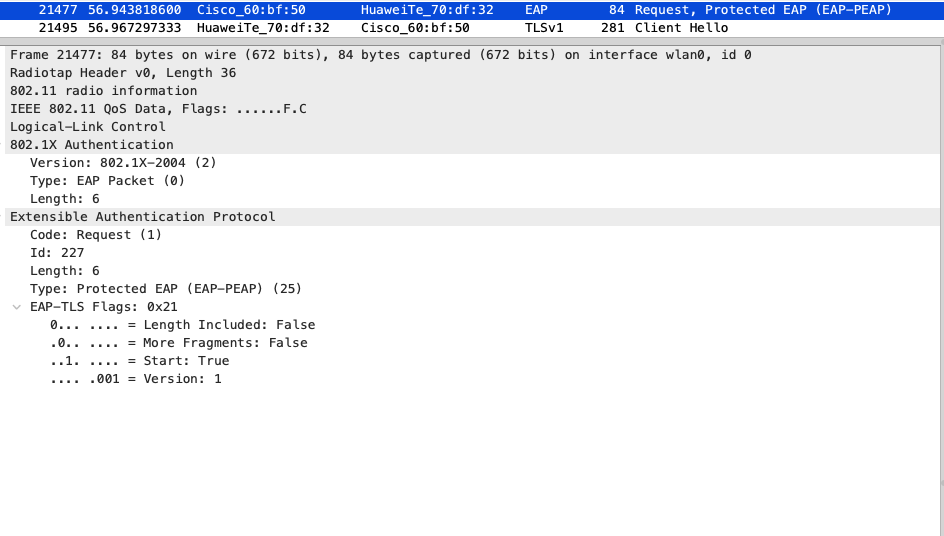 21477 56.943818600 Cisco_60:bf:50 HuaweiTe_70:df:32 EAP 84 Request, Protected EAP (EAP-PEAP)
21495 56.967297333 HuaweiTe_70:df:32 Cisco_60:bf:50 TLSv1 281 Client Hello
Frame 21477: 84 bytes on wire (672 bits), 84 bytes captured (672 bits) on interface wlan0, id 0
Radiotap Header v0, Length 36
802.11 radio information
IEEE 802.11 QoS Data, Flags: ......F.C
Logical-Link Control
802.1X Authentication
Version: 802.1X-2004 (2)
Type: EAP Packet (0)
Length: 6
Extensible Authentication Protocol
Code: Request (1)
Id: 227
Length: 6
Type: Protected EAP (EAP-PEAP) (25)
EAP-TLS Flags: 0x21
0... .... = Length Included: False
.0.. .... = More Fragments: False
..1. .... = Start: True
.... .001 = Version: 1